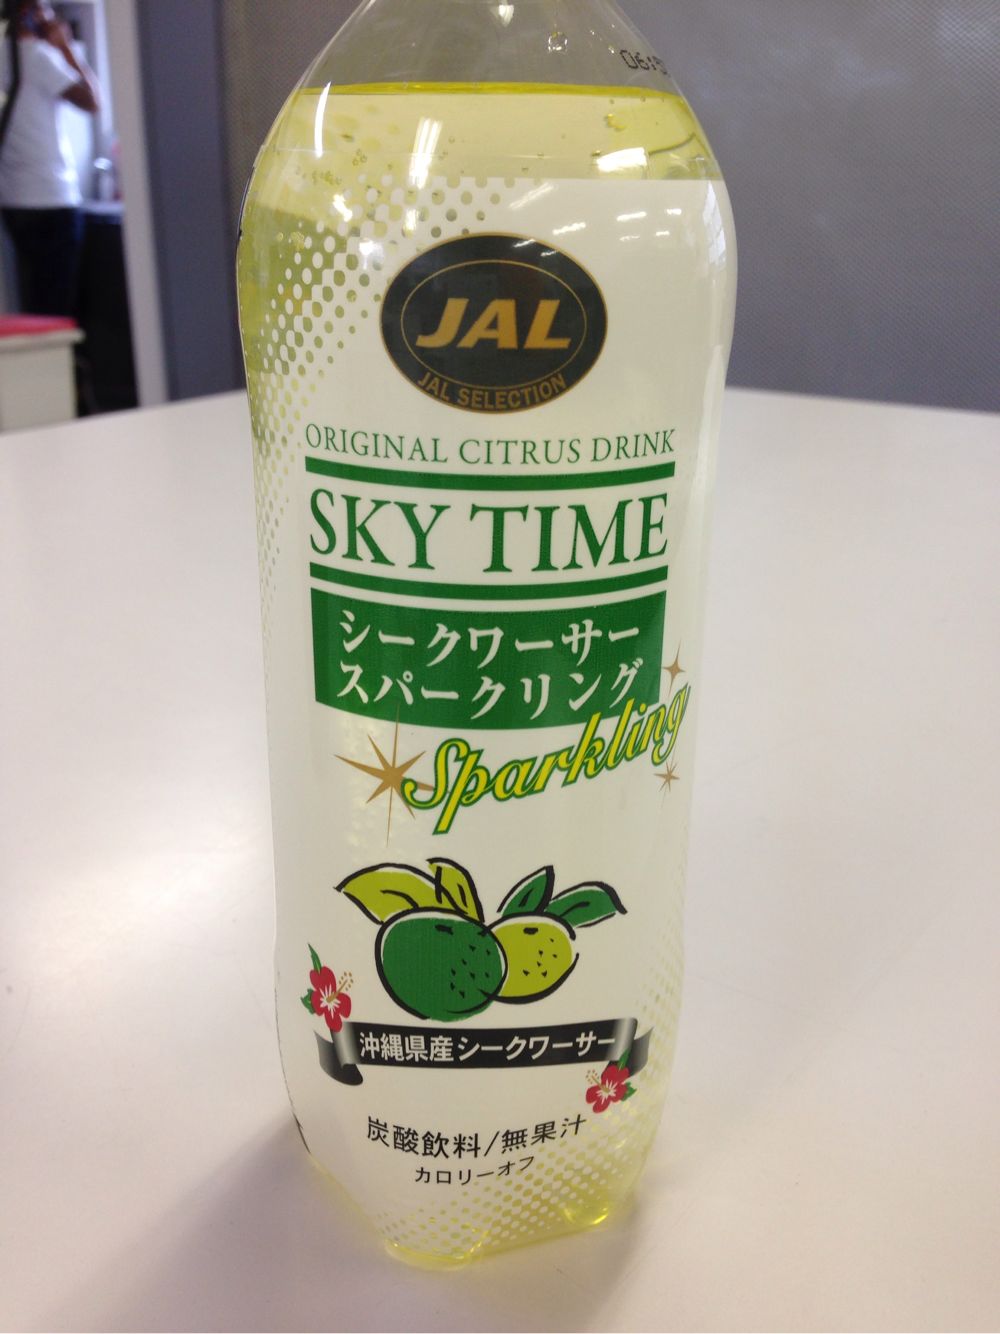 JAL
JAL SELECTION
ORIGINAL CITRUS DRINK
SKY TIME
シークワーサー
スパークリング
Sparkling
沖縄県産シークワーサー
炭酸飲料/無果汁
カロリーオフ